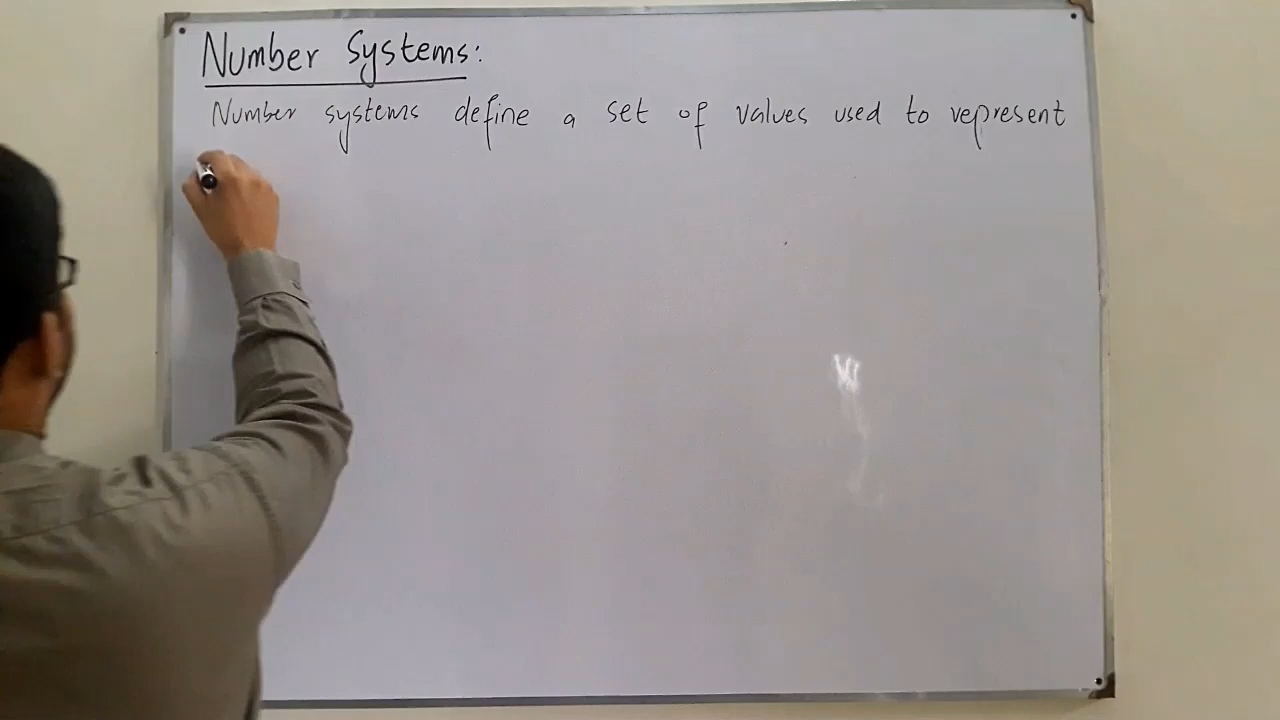 Number Systems:
Number systems define a set of values used to represent